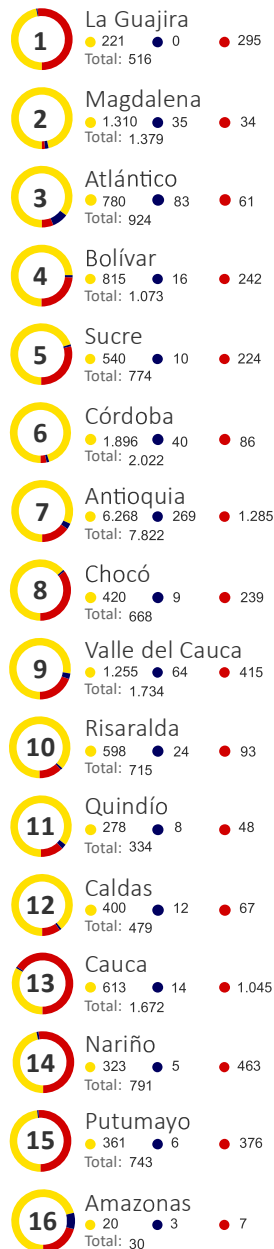 1
La Guajira
221 0 295
Total: 516
2
Magdalena
1.310 35 34
Total: 1.379
3
Atlántico
780 83 61
Total: 924
4
Bolívar
815 16 242
Total: 1.073
5
Sucre
540 10 224
Total: 774
6
Córdoba
1.896 40 86
Total: 2.022
7
Antioquia
6.268 269 1.285
Total: 7.822
8
Chocó
420 9 239
Total: 668
9
Valle del Cauca
1.255 64 415
Total: 1.734
10
Risaralda
598 24 93
Total: 715
11
Quindío
278 8 48
Total: 334
12
Caldas
400 12 67
Total: 479
13
Cauca
613 14 1.045
Total: 1.672
14
Nariño
323 5 463
Total: 791
15
Putumayo
361 6 376
Total: 743
16
Amazonas
20 3 7
Total: 30